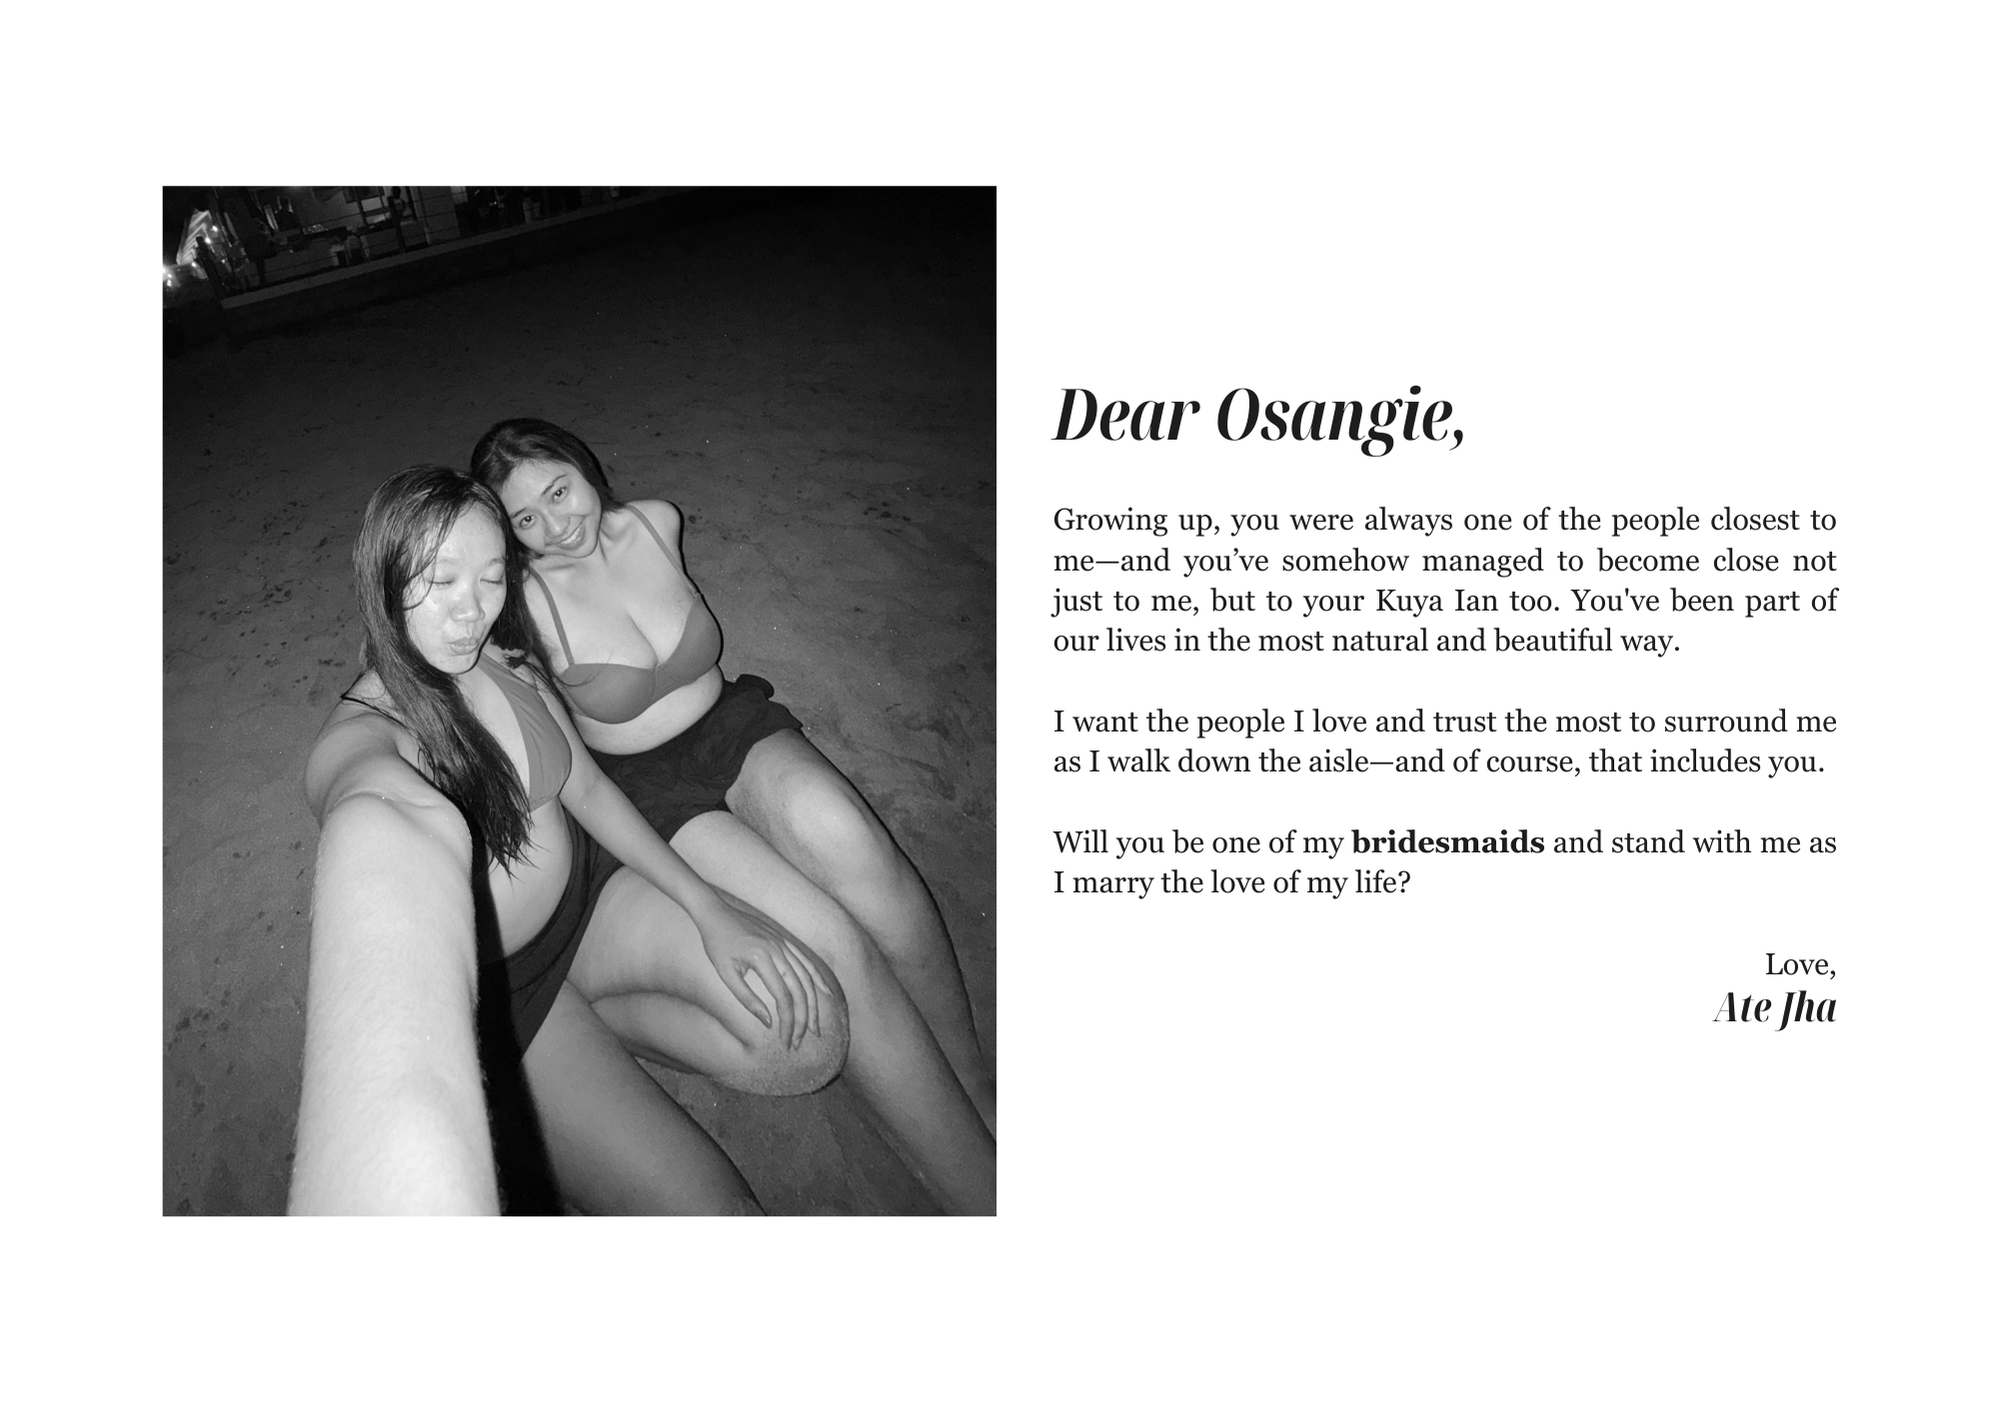 Dear Osangie,
Growing up, you were always one of the people closest to
me—and you’ve somehow managed to become close not
just to me, but to your Kuya Ian too. You've been part of
our lives in the most natural and beautiful way.
I want the people I love and trust the most to surround me
as I walk down the aisle—and of course, that includes you.
Will you be one of my bridesmaids and stand with me as
I marry the love of my life?
Love,
Ate Jha